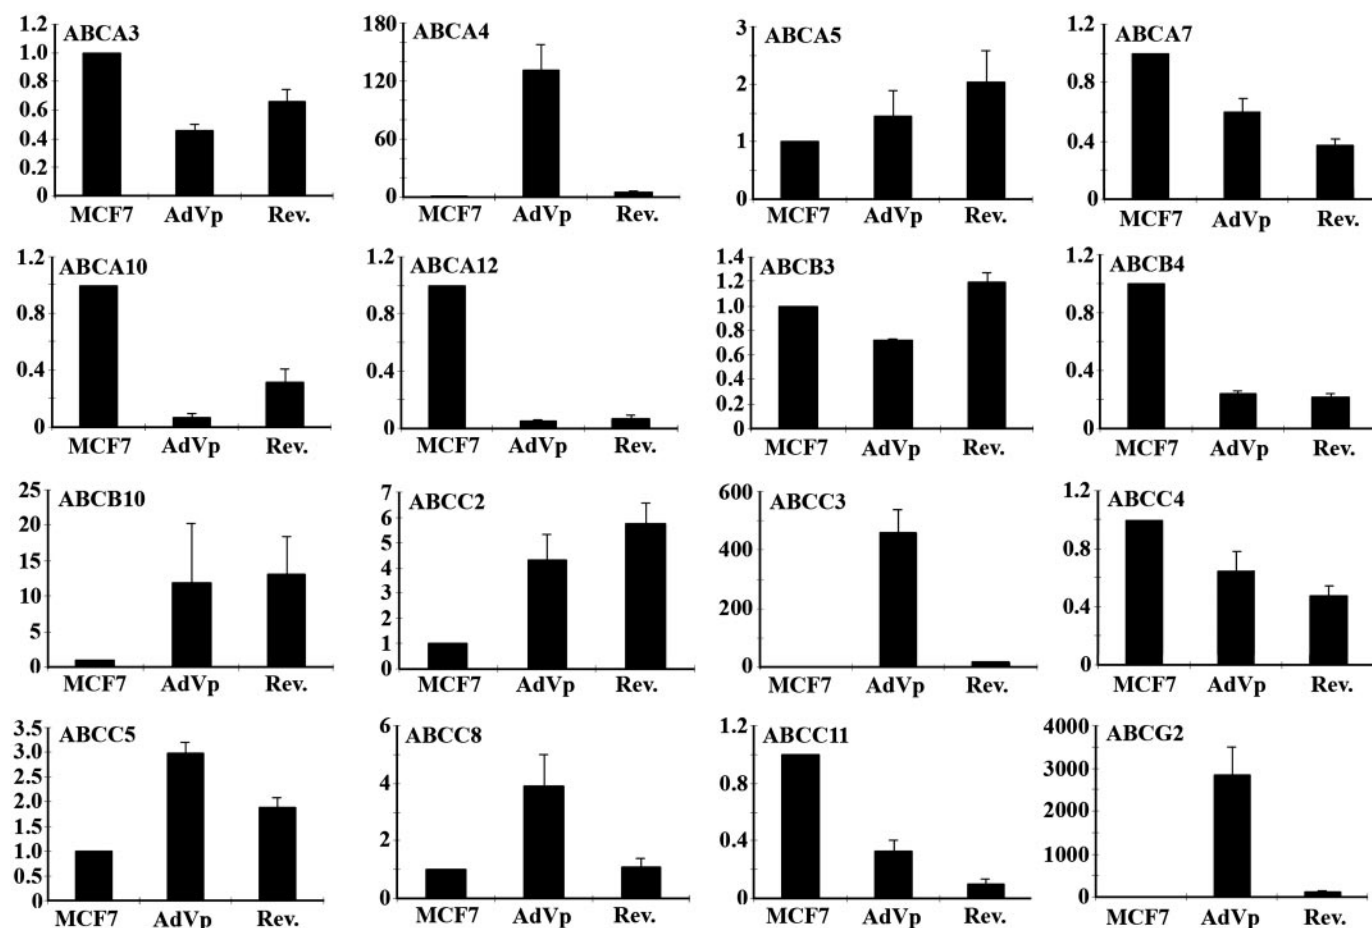 ABCA3
1.2
1.0
0.8
0.6
0.4
0.2
0
MCF7 AdVp Rev.
ABCA4
180
120
60
0
MCF7 AdVp Rev.
ABCA5
3
2
1
0
MCF7 AdVp Rev.
ABCA7
1.2
0.8
0.4
0
MCF7 AdVp Rev.
ABCA10
1.2
0.8
0.4
0
MCF7 AdVp Rev.
ABCA12
1.2
0.8
0.4
0
MCF7 AdVp Rev.
ABCB3
1.4
1.2
1.0
0.8
0.6
0.4
0.2
0
MCF7 AdVp Rev.
ABCB4
1.2
0.8
0.4
0
MCF7 AdVp Rev.
ABCB10
25
20
15
10
5
0
MCF7 AdVp Rev.
ABCC2
7
6
5
4
3
2
1
0
MCF7 AdVp Rev.
ABCC3
600
400
200
0
MCF7 AdVp Rev.
ABCC4
1.2
0.8
0.4
0
MCF7 AdVp Rev.
ABCC5
3.5
3.0
2.5
2.0
1.5
1.0
0.5
0
MCF7 AdVp Rev.
ABCC8
6
4
2
0
MCF7 AdVp Rev.
ABCC11
1.2
0.8
0.4
0
MCF7 AdVp Rev.
ABCG2
4000
3000
2000
1000
0
MCF7 AdVp Rev.